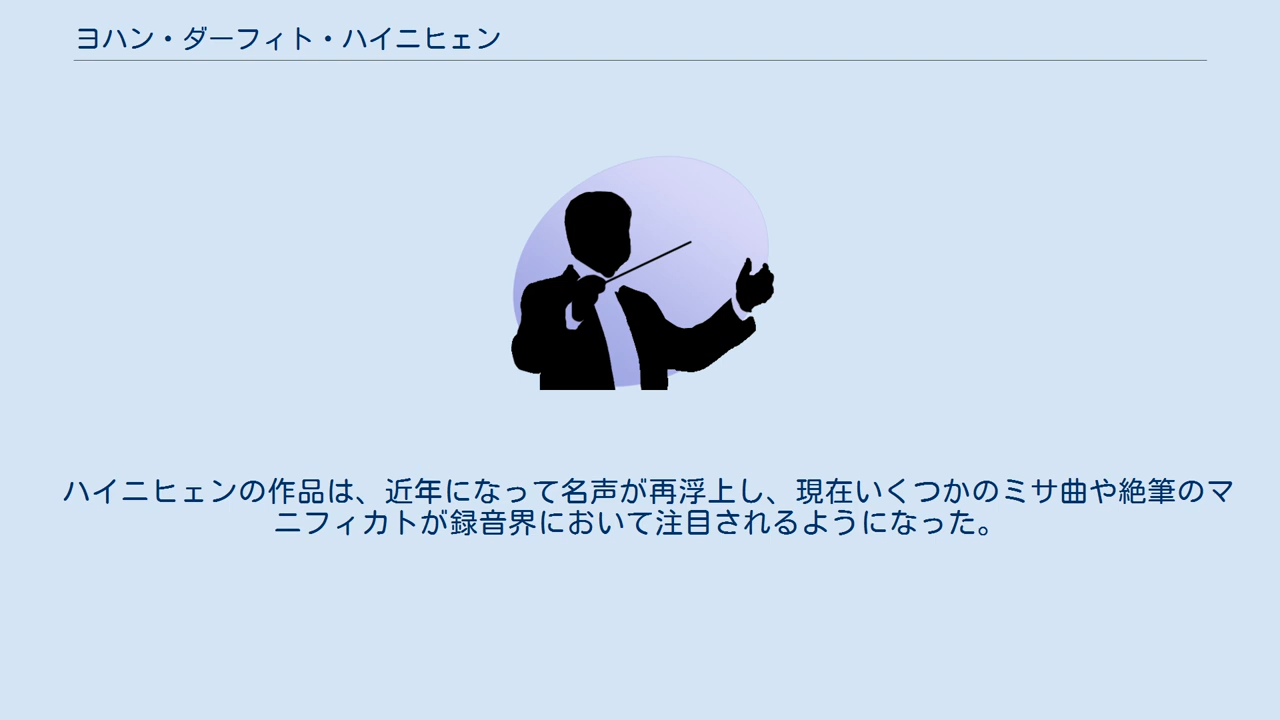 ヨハン・ダーフィト・ハイニヒェン
ハイニヒェンの作品は、近年になって名声が再浮上し、現在いくつかのミサ曲や絶筆のマ
ニフィカトが録音界において注目されるようになった。